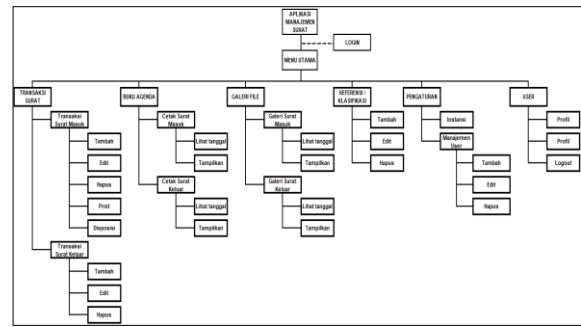 APLIKASI
MANAJEMEN
SURAT
LOGIN
MENU UTAMA
TRANSAKSI
SURAT
Transaksi
Surat Masuk
Tambah
Edit
Hapus
Print
Disposisi
Transaksi
Surat Keluar
Tambah
Edit
Hapus
BUKU AGENDA
Cetak Surat
Masuk
Lihat tanggal
Tampilkan
Cetak Surat
Keluar
Lihat tanggal
Tampilkan
GALERI FILE
Galeri Surat
Masuk
Lihat tanggal
Tampilkan
Galeri Surat
Keluar
Lihat tanggal
Tampilkan
REFERENSI/
KLASIFIKASI
Tambah
Edit
Hapus
PENGATURAN
Instansi
Manajemen
User
Tambah
Edit
Hapus
USER
Profil
Profil
Logout